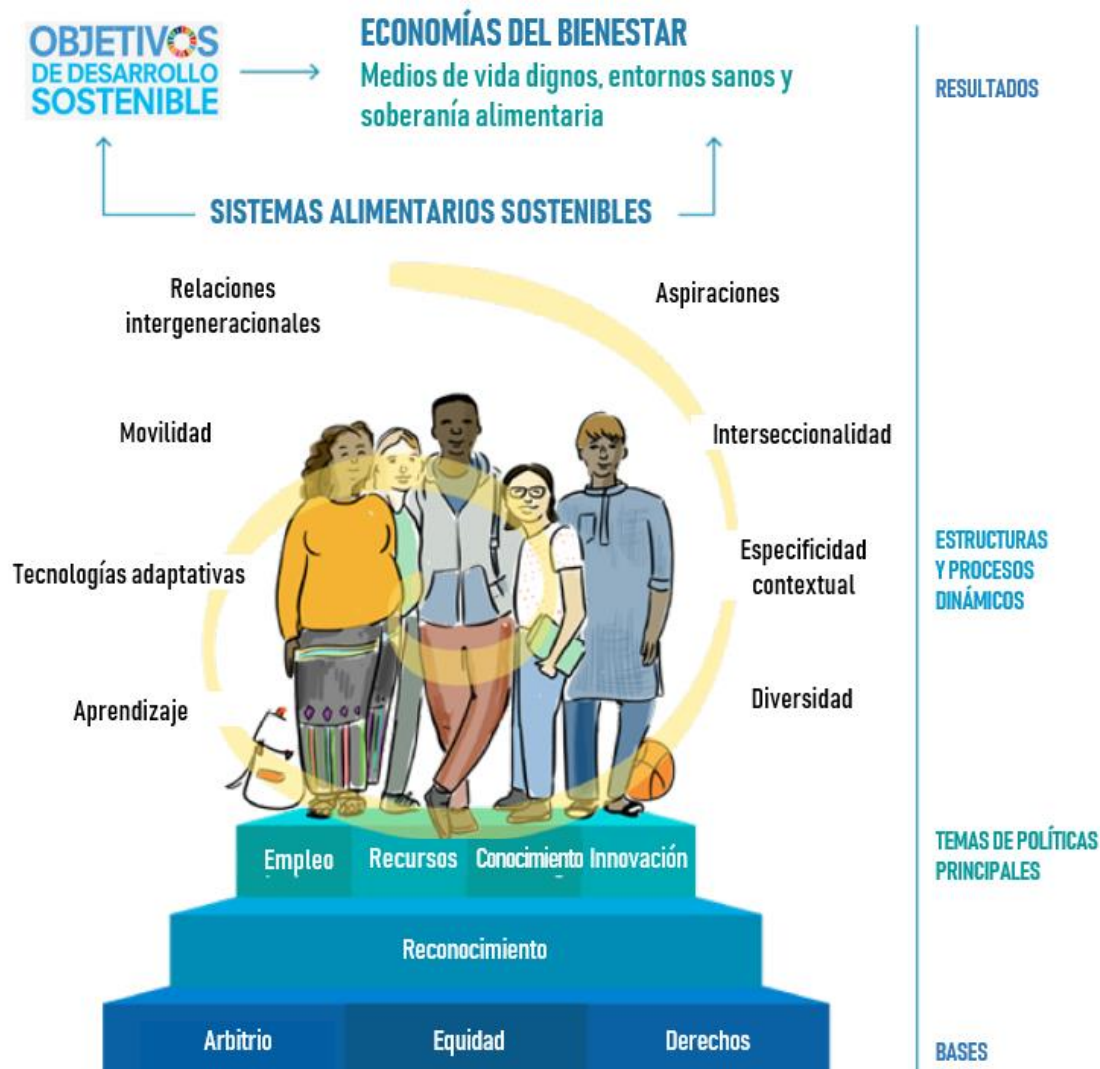 OBJETIVOS
DE DESARROLLO
SOSTENIBLE
ECONOMÍAS DEL BIENESTAR
Medios de vida dignos, entornos sanos y
soberanía alimentaria
RESULTADOS
SISTEMAS ALIMENTARIOS SOSTENIBLES
Relaciones
intergeneracionales
Aspiraciones
Movilidad
Interseccionalidad
Tecnologías adaptativas
Especificidad
contextual
ESTRUCTURAS
Y PROCESOS
DINÁMICOS
Aprendizaje
Diversidad
Empleo
Recursos
Conocimiento
Innovación
TEMAS DE POLÍTICAS
PRINCIPALES
Reconocimiento
Arbitrio
Equidad
Derechos
BASES